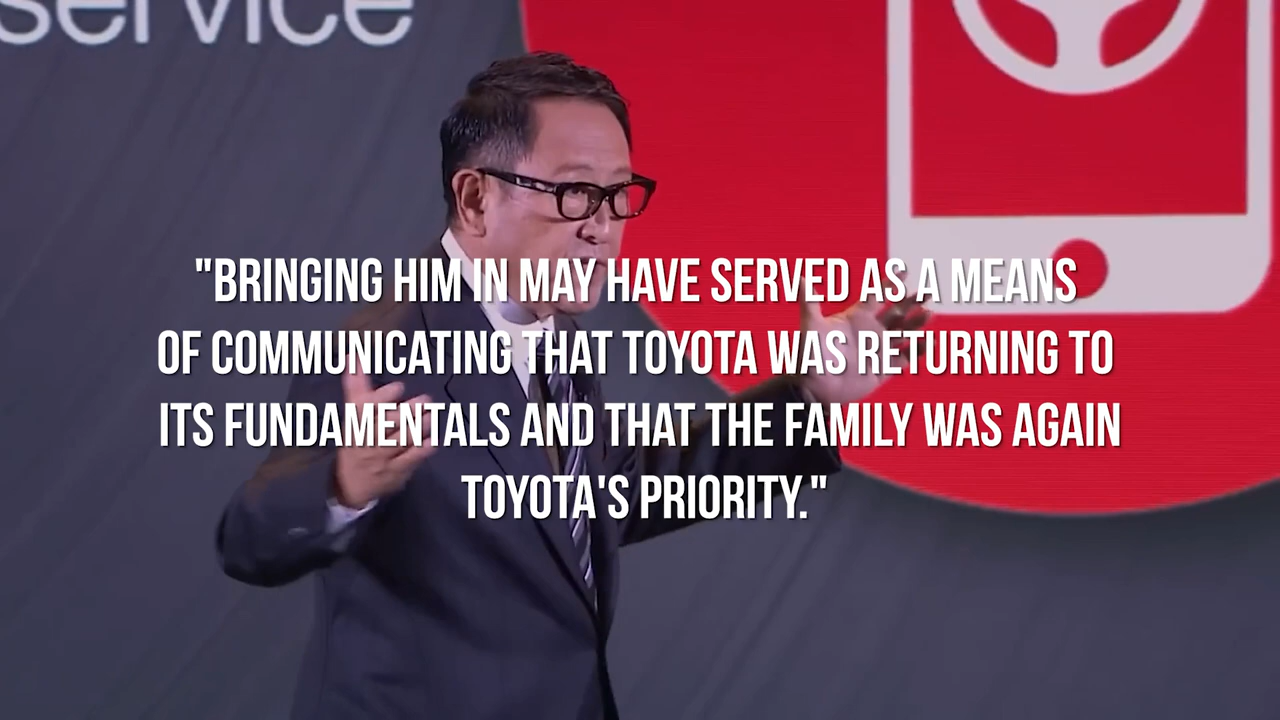 service
"BRINGING HIM IN MAY HAVE SERVED AS A MEANS
OF COMMUNICATING THAT TOYOTA WAS RETURNING TO
ITS FUNDAMENTALS AND THAT THE FAMILY WAS AGAIN
TOYOTA'S PRIORITY."